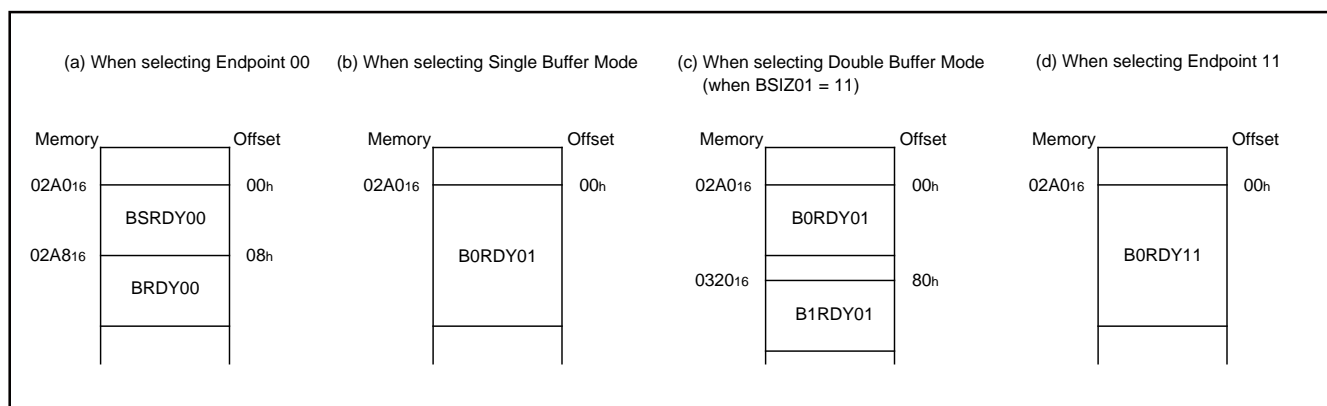 (a) When selecting Endpoint 00
Memory
Offset
02A016
00h
BSRDY00
02A816
08h
BRDY00
(b) When selecting Single Buffer Mode
Memory
Offset
02A016
00h
B0RDY01
(c) When selecting Double Buffer Mode
(when BSIZ01 = 11)
Memory
Offset
02A016
00h
B0RDY01
032016
80h
B1RDY01
(d) When selecting Endpoint 11
Memory
Offset
02A016
00h
B0RDY11